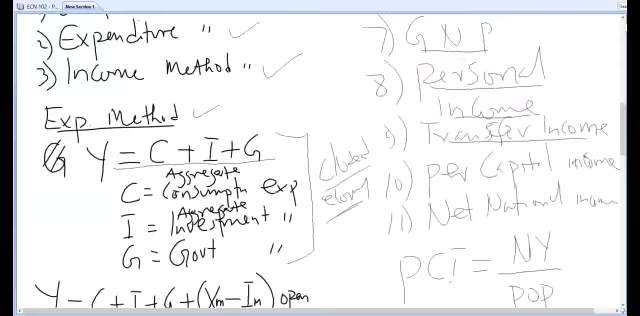 ECN 102 - P...
New Section 1
2) Expenditure "
3) Income Method "
Exp. Method
Y = C + I + G
C = Aggregate Consumptn exp
I = Aggregate Investment "
G = Govt "
closed
Y = C + I + G + (Xm - Im) open
7) GNP
8) Personal
Income
9) Transfer Income
10) Per Capital income
11) Net National income
PCI = NY
POP